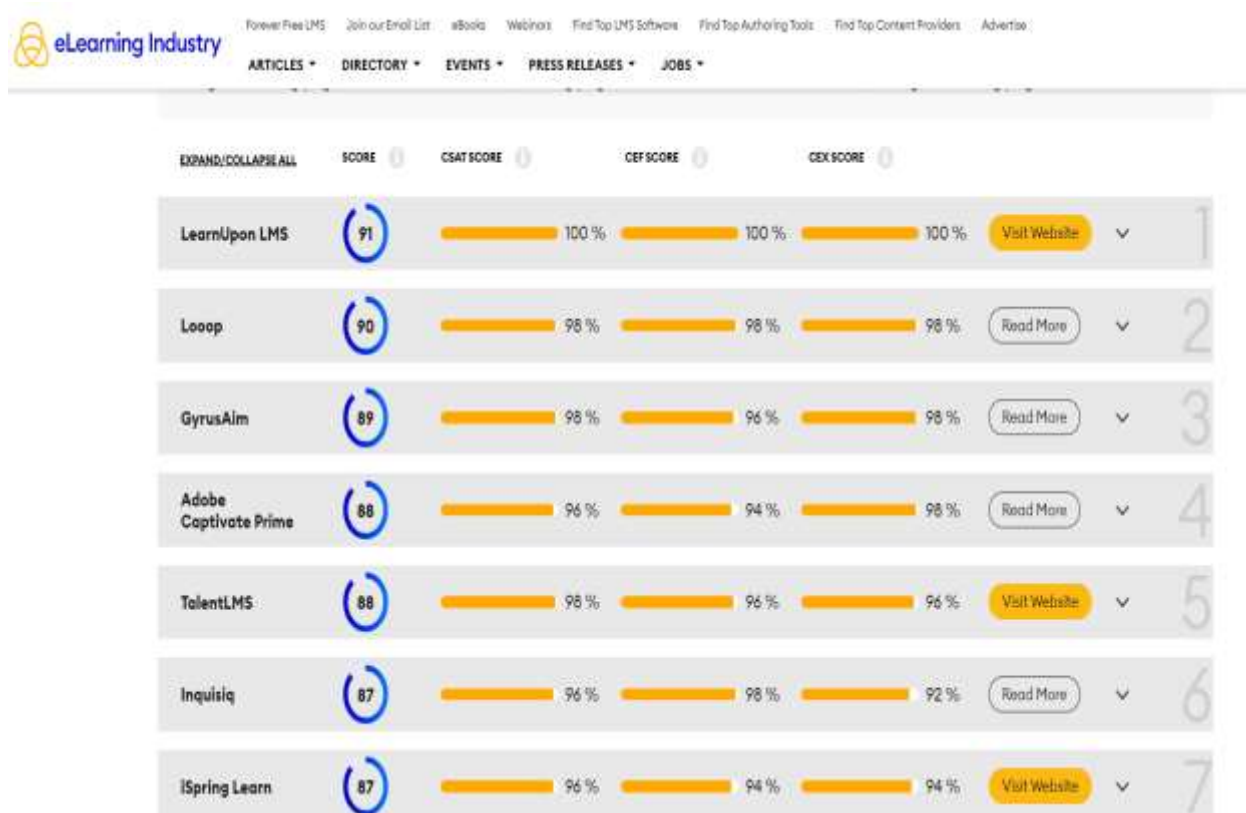 Forever Free LMS Join our Email List eBooks Webinars Find Top LMS Software Find Top Authoring Tools Find Top Content Providers Advertise
eLearning Industry
ARTICLES DIRECTORY EVENTS PRESS RELEASES JOBS
EXPAND/COLLAPSE ALL SCORE CSAT SCORE CEF SCORE CEX SCORE
LearnUpon LMS 91 100 % 100 % 100 % Visit Website 1
Looop 90 98 % 98 % 98 % Read More 2
GyrusAim 89 98 % 96 % 98 % Read More 3
Adobe
Captivate Prime 88 96 % 94 % 98 % Read More 4
TalentLMS 88 98 % 96 % 96 % Visit Website 5
Inquisiq 87 96 % 98 % 92 % Read More 6
iSpring Learn 87 96 % 94 % 94 % Visit Website 7